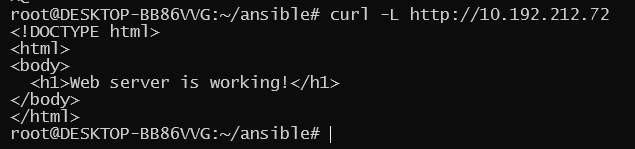 root@DESKTOP-BB86VVG:~/ansible# curl -L http://10.192.212.72
<!DOCTYPE html>
<html>
<body>
  <h1>Web server is working!</h1>
</body>
</html>
root@DESKTOP-BB86VVG:~/ansible#